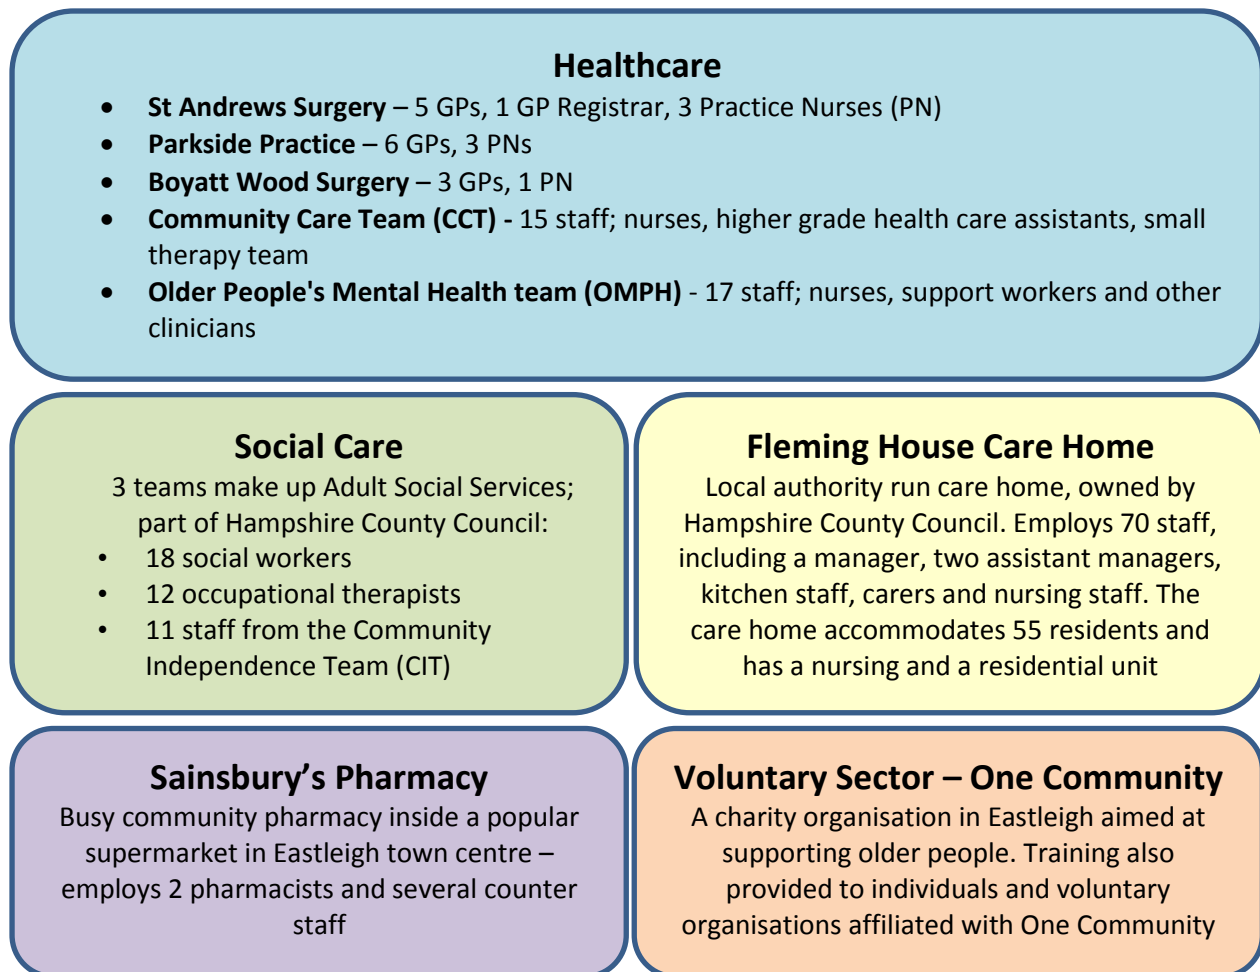 Healthcare
• St Andrews Surgery – 5 GPs, 1 GP Registrar, 3 Practice Nurses (PN)
• Parkside Practice – 6 GPs, 3 PNs
• Boyatt Wood Surgery – 3 GPs, 1 PN
• Community Care Team (CCT) - 15 staff; nurses, higher grade health care assistants, small
therapy team
• Older People's Mental Health team (OMPH) - 17 staff; nurses, support workers and other
clinicians
Social Care
3 teams make up Adult Social Services;
part of Hampshire County Council:
• 18 social workers
• 12 occupational therapists
• 11 staff from the Community
Independence Team (CIT)
Fleming House Care Home
Local authority run care home, owned by
Hampshire County Council. Employs 70 staff,
including a manager, two assistant managers,
kitchen staff, carers and nursing staff. The
care home accommodates 55 residents and
has a nursing and a residential unit
Sainsbury’s Pharmacy
Busy community pharmacy inside a popular
supermarket in Eastleigh town centre –
employs 2 pharmacists and several counter
staff
Voluntary Sector – One Community
A charity organisation in Eastleigh aimed at
supporting older people. Training also
provided to individuals and voluntary
organisations affiliated with One Community